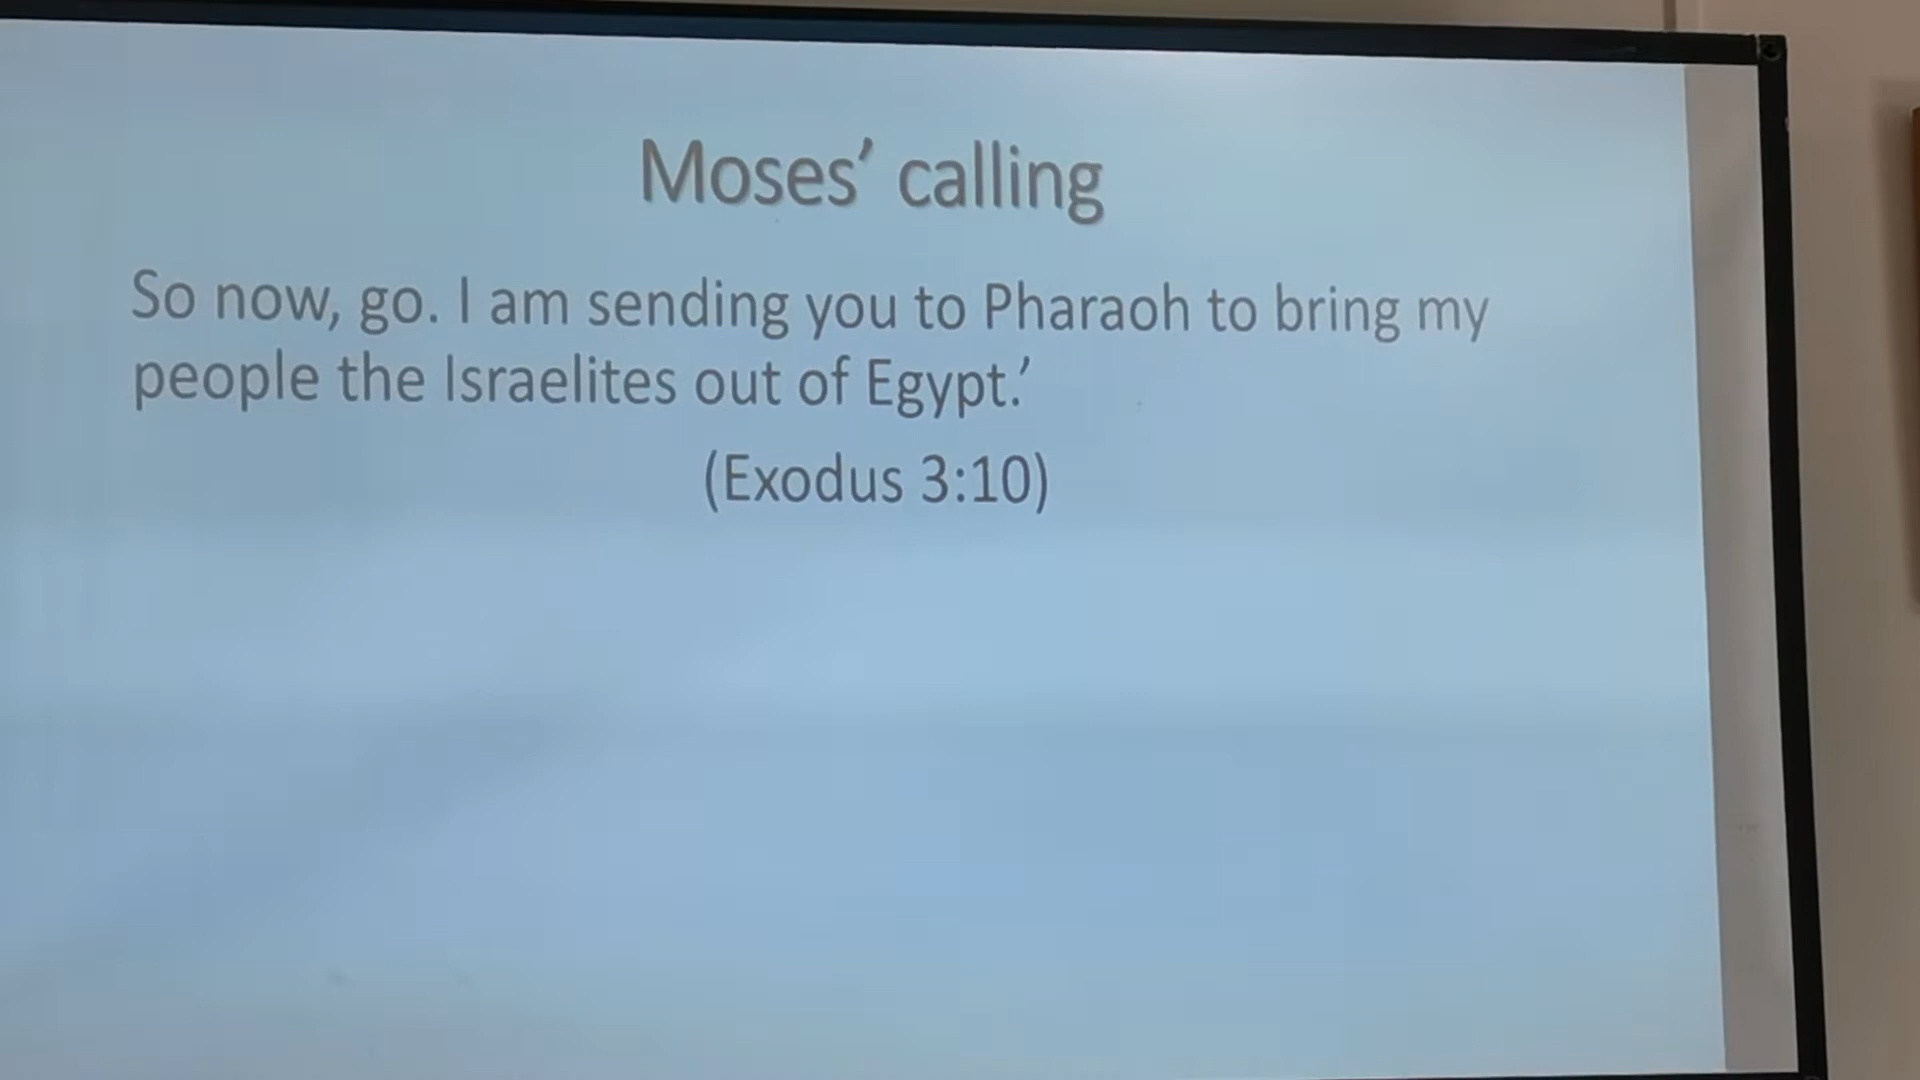 Moses’ calling
So now, go. I am sending you to Pharaoh to bring my
people the Israelites out of Egypt.’
(Exodus 3:10)